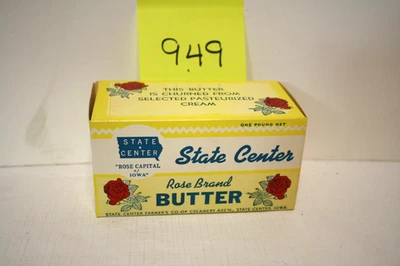 949
THIS BUTTER
IS CHURNED FROM
SELECTED PASTEURIZED
CREAM
ONE POUND NET
STATE
CENTER
"ROSE CAPITAL
of
IOWA"
State Center
Rose Brand
BUTTER
STATE CENTER FARMER'S CO-OP CREAMERY ASS'N., STATE CENTER, IOWA